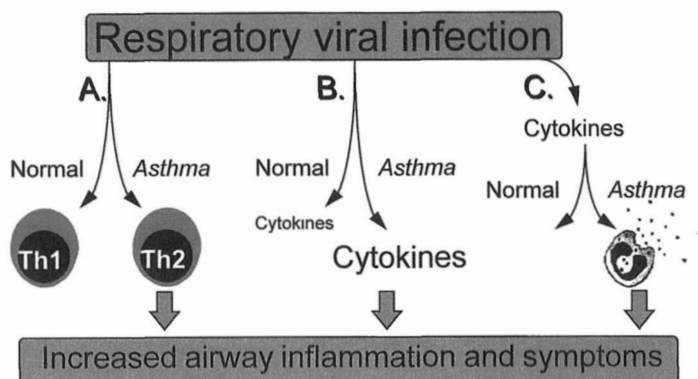 Respiratory viral infection
A.
B.
C.
Cytokines
Normal
Asthma
Normal
Asthma
Normal
Asthma
Cytokines
Cytokines
Th1
Th2
Increased airway inflammation and symptoms